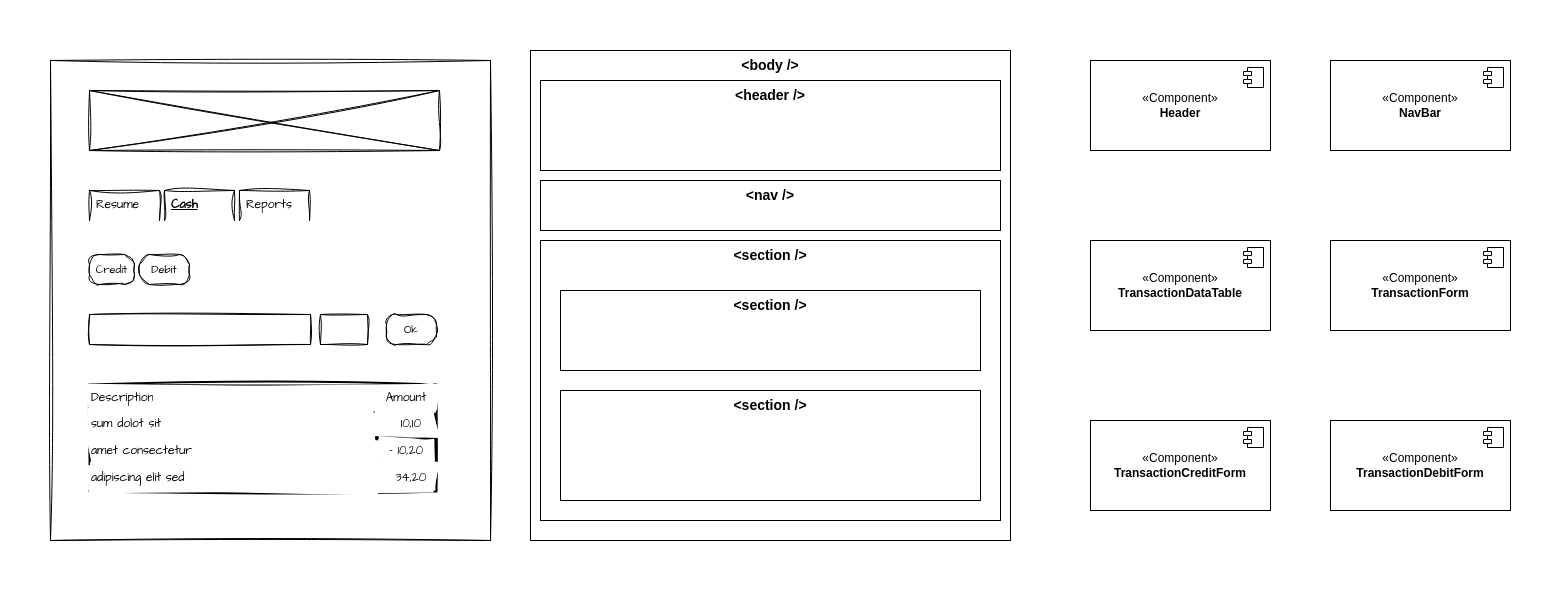 Resume
Cash
Reports
Credit
Debit
Ok
Description Amount
sum dolot sit 10,10
amet consectetur - 10,20
adipiscing elit sed 34,20
<body />
<header />
<nav />
<section />
<section />
<section />
«Component»
Header
«Component»
NavBar
«Component»
TransactionDataTable
«Component»
TransactionForm
«Component»
TransactionCreditForm
«Component»
TransactionDebitForm